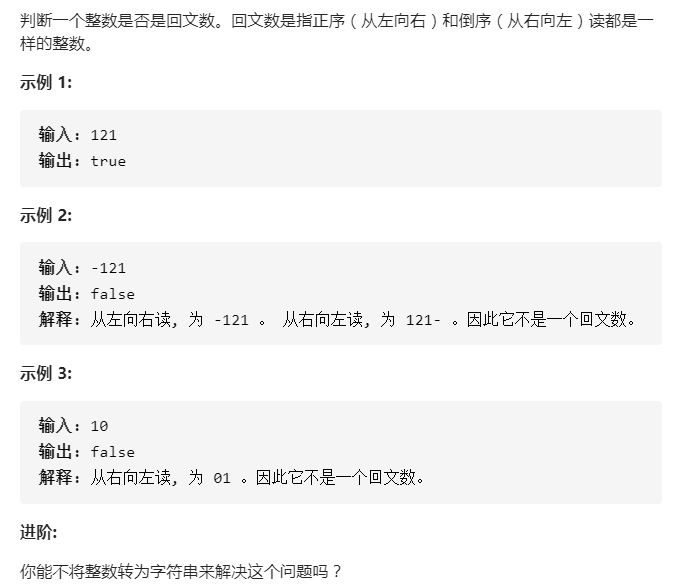 判断一个整数是否是回文数。回文数是指正序（从左向右）和倒序（从右向左）读都是一
样的整数。
示例 1:
输入: 121
输出: true
示例 2:
输入: -121
输出: false
解释: 从左向右读, 为 -121 。 从右向左读, 为 121- 。因此它不是一个回文数。
示例 3:
输入: 10
输出: false
解释: 从右向左读, 为 01 。因此它不是一个回文数。
进阶:
你能不将整数转为字符串来解决这个问题吗？